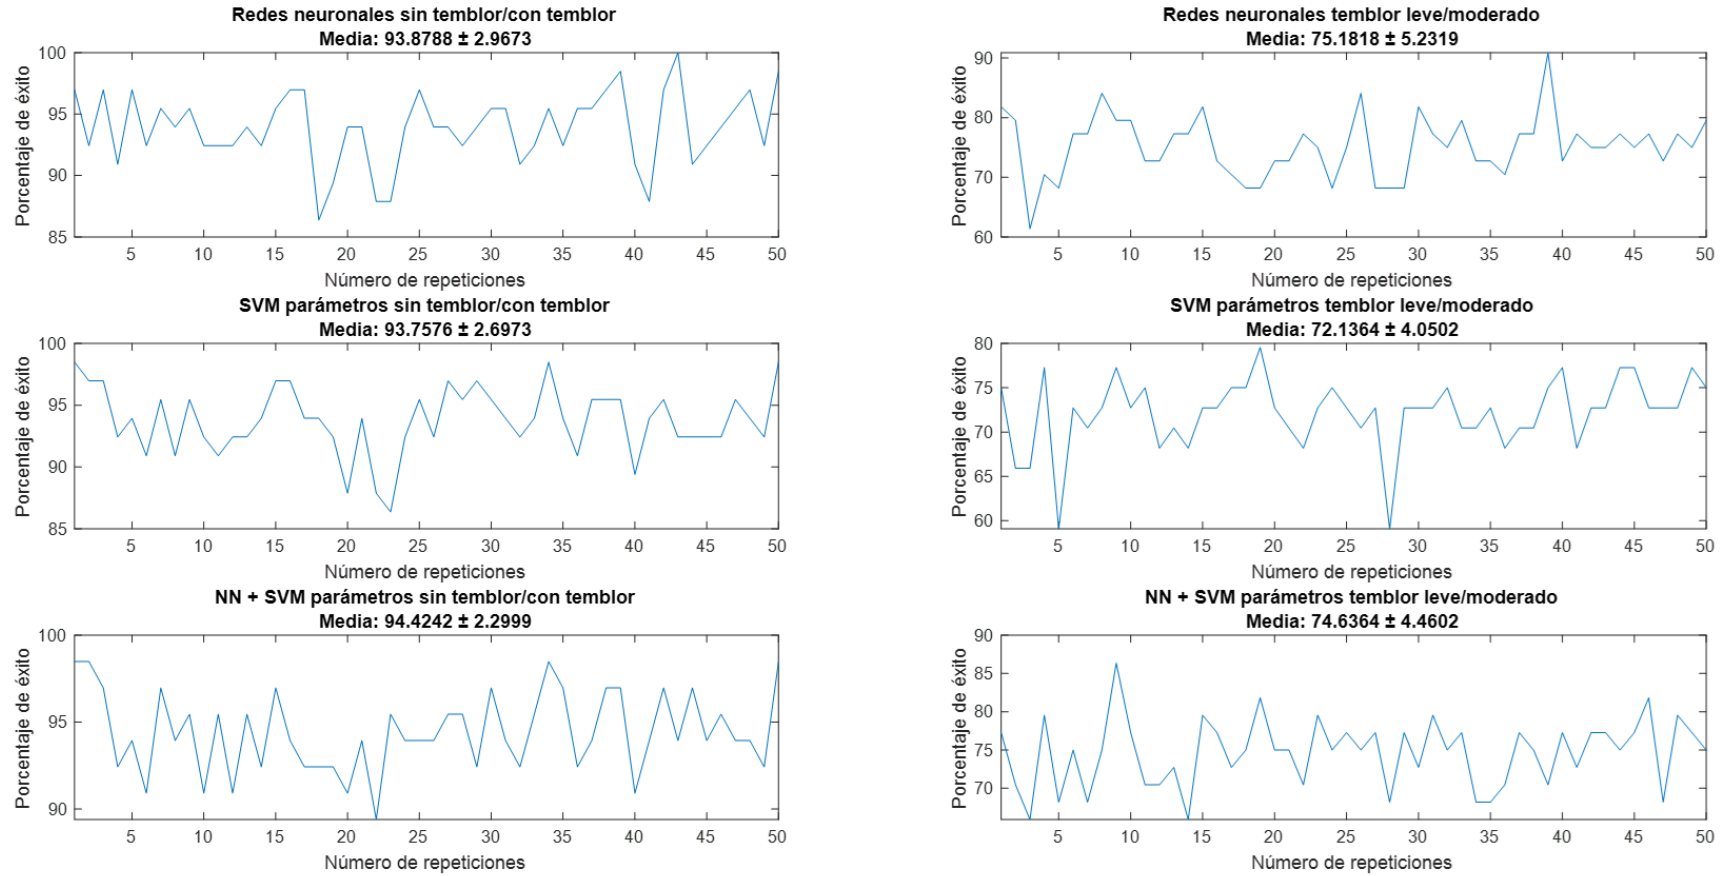 Redes neuronales sin temblor/con temblor
Media: 93.8788 ± 2.9673
100
95
90
85
Porcentaje de éxito
5 10 15 20 25 30 35 40 45 50
Número de repeticiones
Redes neuronales temblor leve/moderado
Media: 75.1818 ± 5.2319
90
80
70
60
Porcentaje de éxito
5 10 15 20 25 30 35 40 45 50
Número de repeticiones
SVM parámetros sin temblor/con temblor
Media: 93.7576 ± 2.6973
100
95
90
85
Porcentaje de éxito
5 10 15 20 25 30 35 40 45 50
Número de repeticiones
SVM parámetros temblor leve/moderado
Media: 72.1364 ± 4.0502
80
75
70
65
60
Porcentaje de éxito
5 10 15 20 25 30 35 40 45 50
Número de repeticiones
NN + SVM parámetros sin temblor/con temblor
Media: 94.4242 ± 2.2999
100
95
90
Porcentaje de éxito
5 10 15 20 25 30 35 40 45 50
Número de repeticiones
NN + SVM parámetros temblor leve/moderado
Media: 74.6364 ± 4.4602
90
85
80
75
70
Porcentaje de éxito
5 10 15 20 25 30 35 40 45 50
Número de repeticiones